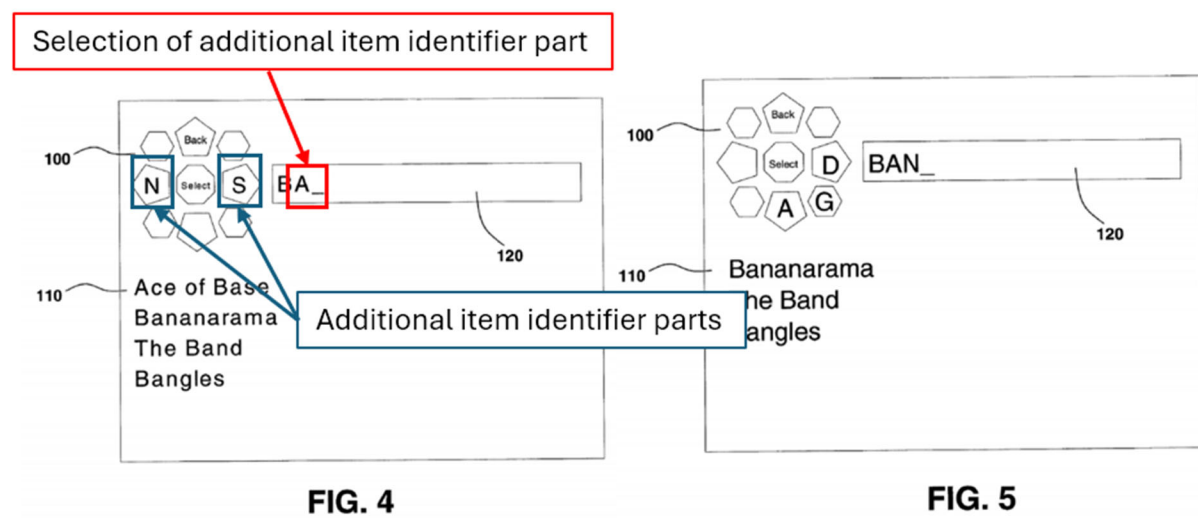 Selection of additional item identifier part
100
Back
N
Select
S
BA_
120
110
Ace of Base
Bananarama
The Band
Bangles
Additional item identifier parts
FIG. 4
100
Back
Select
D
A
G
BAN_
120
110
Bananarama
he Band
angles
FIG. 5